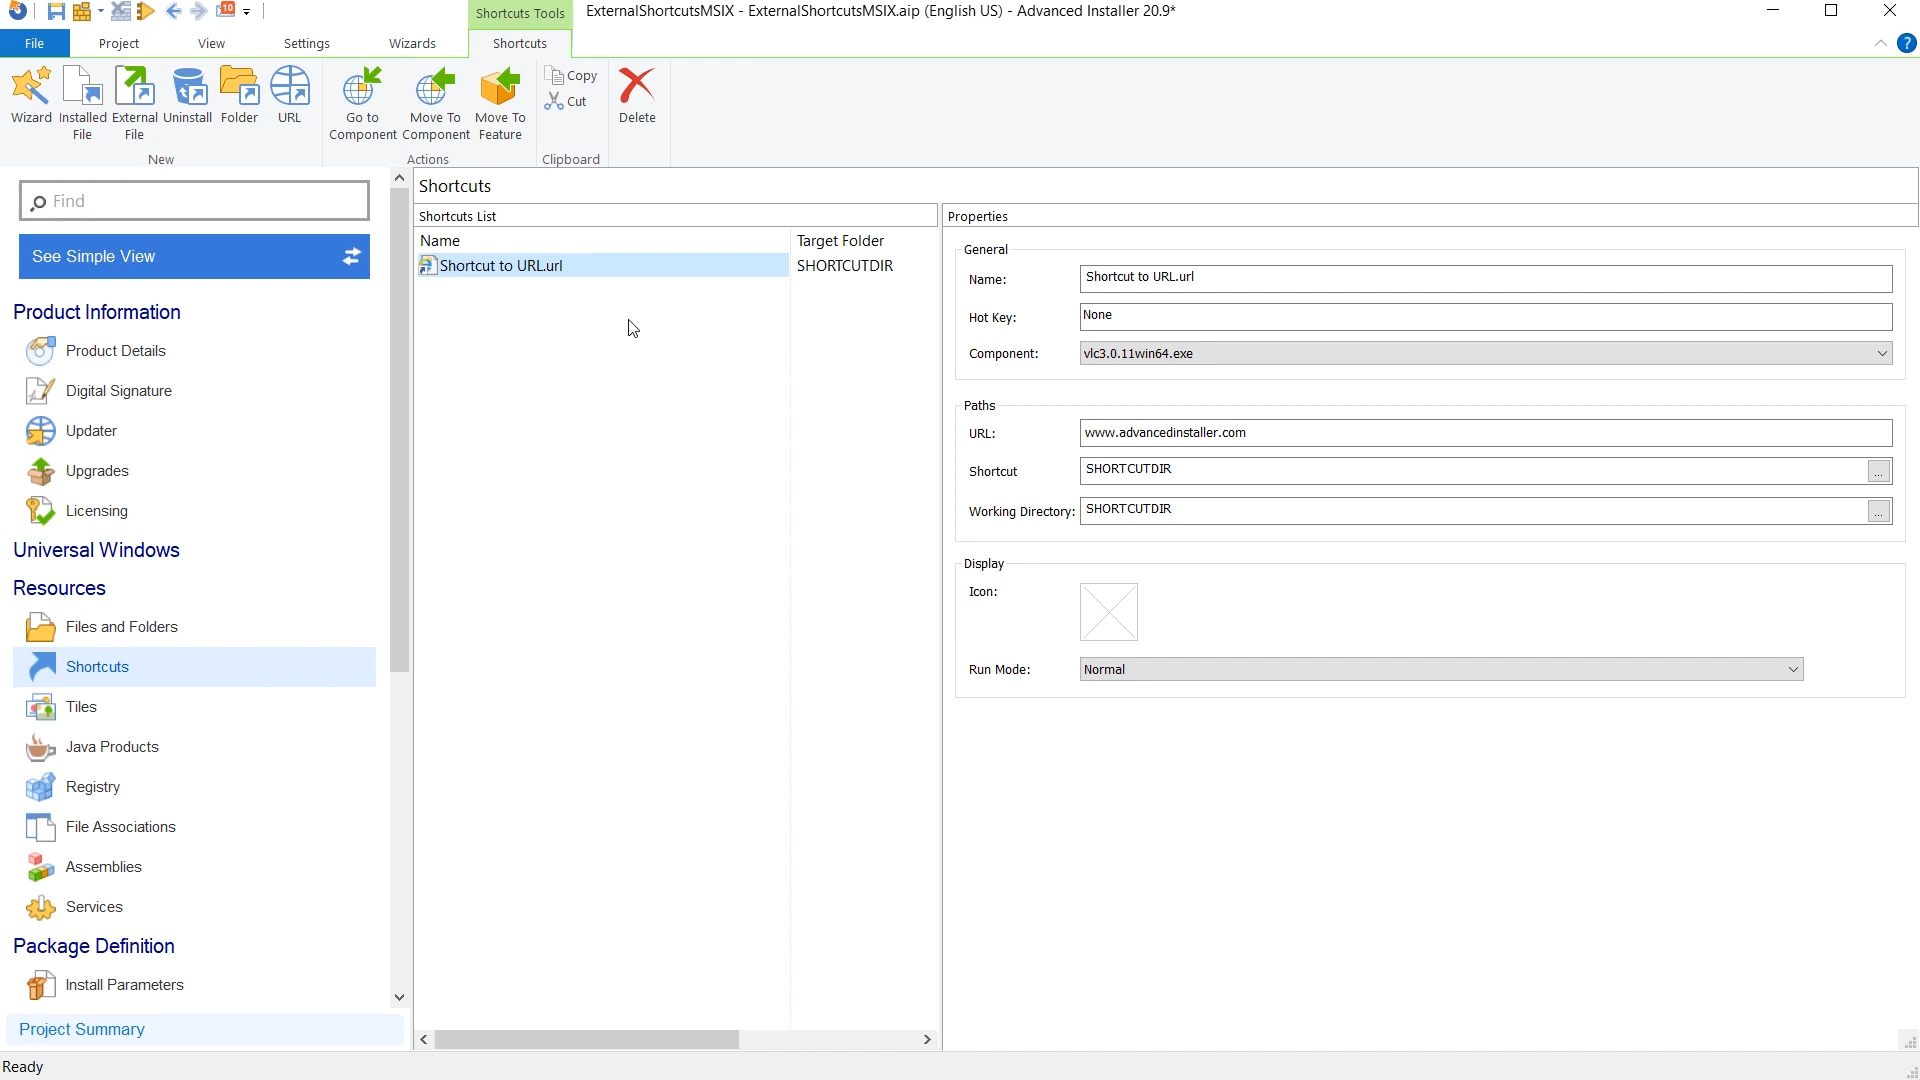 10
Shortcuts Tools
ExternalShortcutsMSIX - ExternalShortcutsMSIX.aip (English US) - Advanced Installer 20.9*
File
Project
View
Settings
Wizards
Shortcuts
?
Wizard
Installed
File
External
File
Uninstall
Folder
URL
New
Go to
Component
Move To
Component
Move To
Feature
Actions
Copy
Cut
Clipboard
Delete
Find
See Simple View
Product Information
Product Details
Digital Signature
Updater
Upgrades
Licensing
Universal Windows
Resources
Files and Folders
Shortcuts
Tiles
Java Products
Registry
File Associations
Assemblies
Services
Package Definition
Install Parameters
Project Summary
Ready
Shortcuts
Shortcuts List
Name
Target Folder
Shortcut to URL.url
SHORTCUTDIR
Properties
General
Name:
Shortcut to URL.url
Hot Key:
None
Component:
vlc3.0.11win64.exe
Paths
URL:
www.advancedinstaller.com
Shortcut
SHORTCUTDIR
...
Working Directory:
SHORTCUTDIR
...
Display
Icon:
Run Mode:
Normal